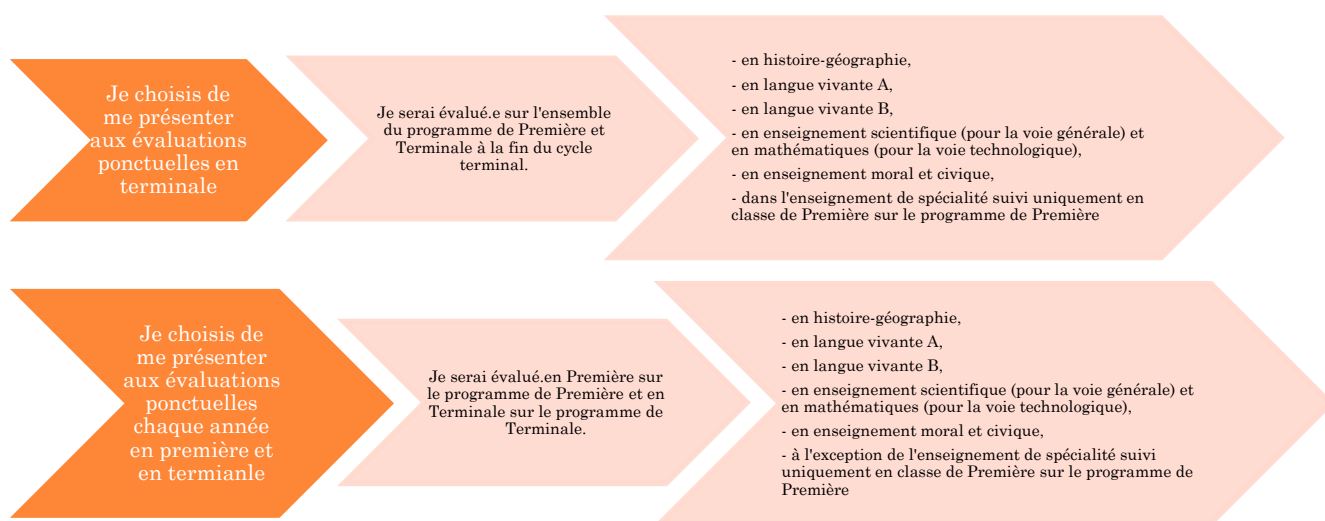 Je choisis de
me présenter
aux évaluations
ponctuelles en
terminale
Je serai évalué.e sur l'ensemble
du programme de Première et
Terminale à la fin du cycle
terminal.
- en histoire-géographie,
- en langue vivante A,
- en langue vivante B,
- en enseignement scientifique (pour la voie générale) et
en mathématiques (pour la voie technologique),
- en enseignement moral et civique,
- dans l'enseignement de spécialité suivi uniquement en
classe de Première sur le programme de Première
Je choisis de
me présenter
aux évaluations
ponctuelles
chaque année
en première et
en termianle
Je serai évalué.en Première sur
le programme de Première et en
Terminale sur le programme de
Terminale.
- en histoire-géographie,
- en langue vivante A,
- en langue vivante B,
- en enseignement scientifique (pour la voie générale) et
en mathématiques (pour la voie technologique),
- en enseignement moral et civique,
- à l'exception de l'enseignement de spécialité suivi
uniquement en classe de Première sur le programme de
Première